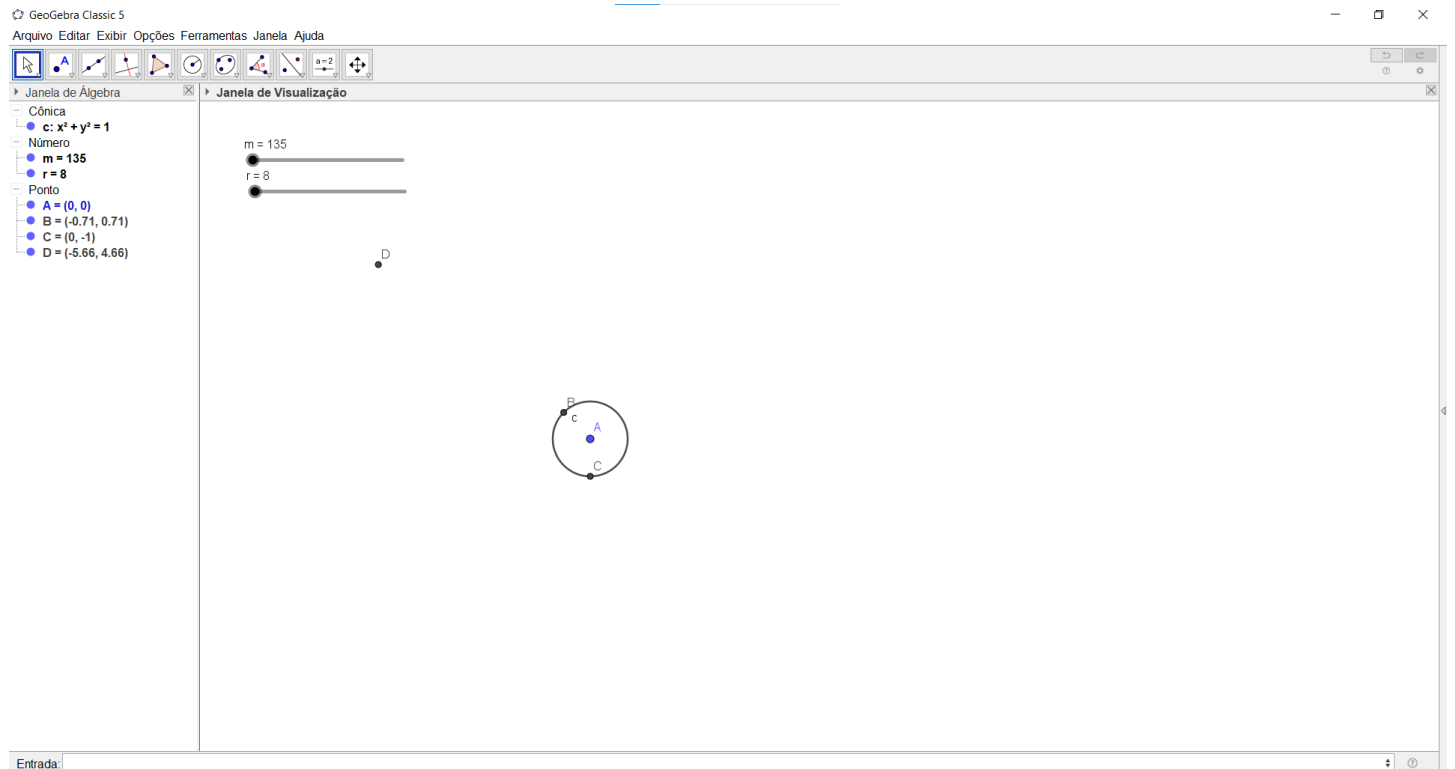 GeoGebra Classic 5
Arquivo Editar Exibir Opções Ferramentas Janela Ajuda
A
α
a=2
Janela de Álgebra
Janela de Visualização
Cônica
c: x² + y² = 1
Número
m = 135
r = 8
Ponto
A = (0, 0)
B = (-0.71, 0.71)
C = (0, -1)
D = (-5.66, 4.66)
m = 135
r = 8
D
B
c
A
C
Entrada: